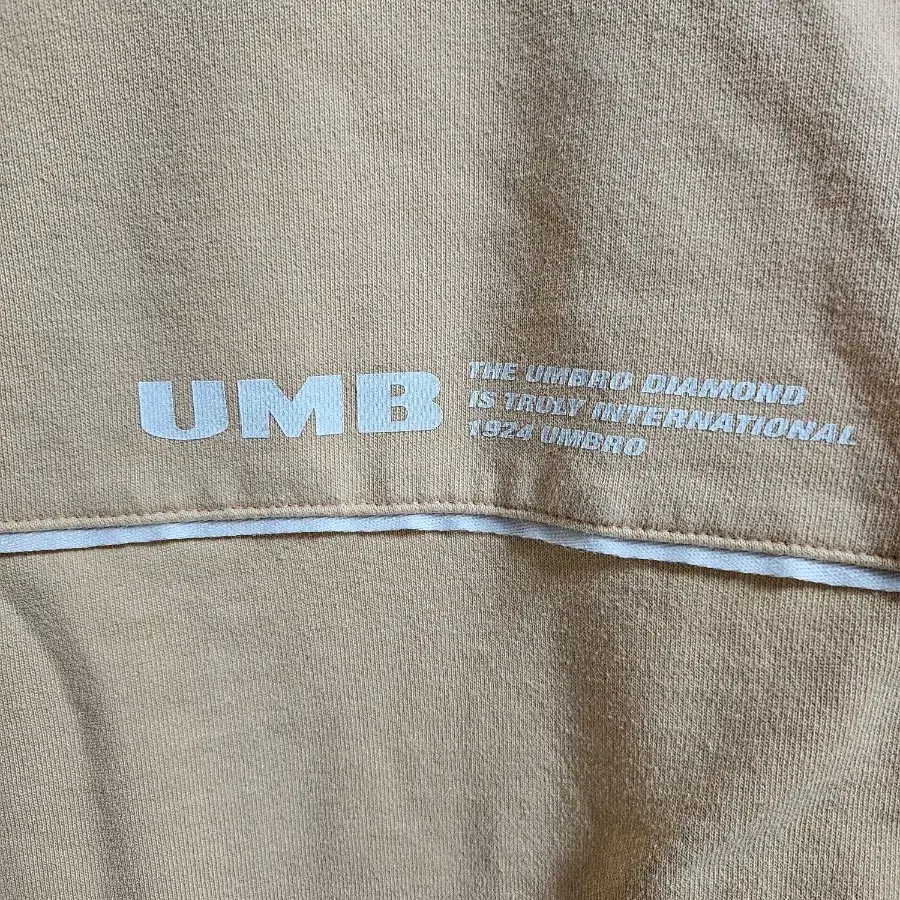 UMB
THE UMBRO DIAMOND
IS TRULY INTERNATIONAL
1924 UMBRO